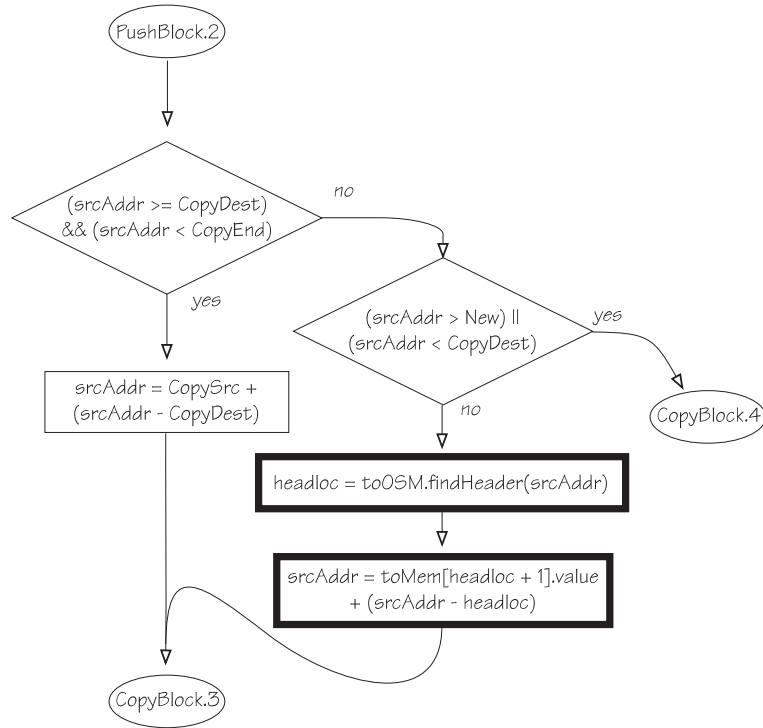 PushBlock.2
(srcAddr >= CopyDest)
&& (srcAddr < CopyEnd)
no
yes
(srcAddr > New) ||
(srcAddr < CopyDest)
yes
no
srcAddr = CopySrc +
(srcAddr - CopyDest)
CopyBlock.4
headloc = toOSM.findHeader(srcAddr)
srcAddr = toMem[headloc + 1].value
+ (srcAddr - headloc)
CopyBlock.3